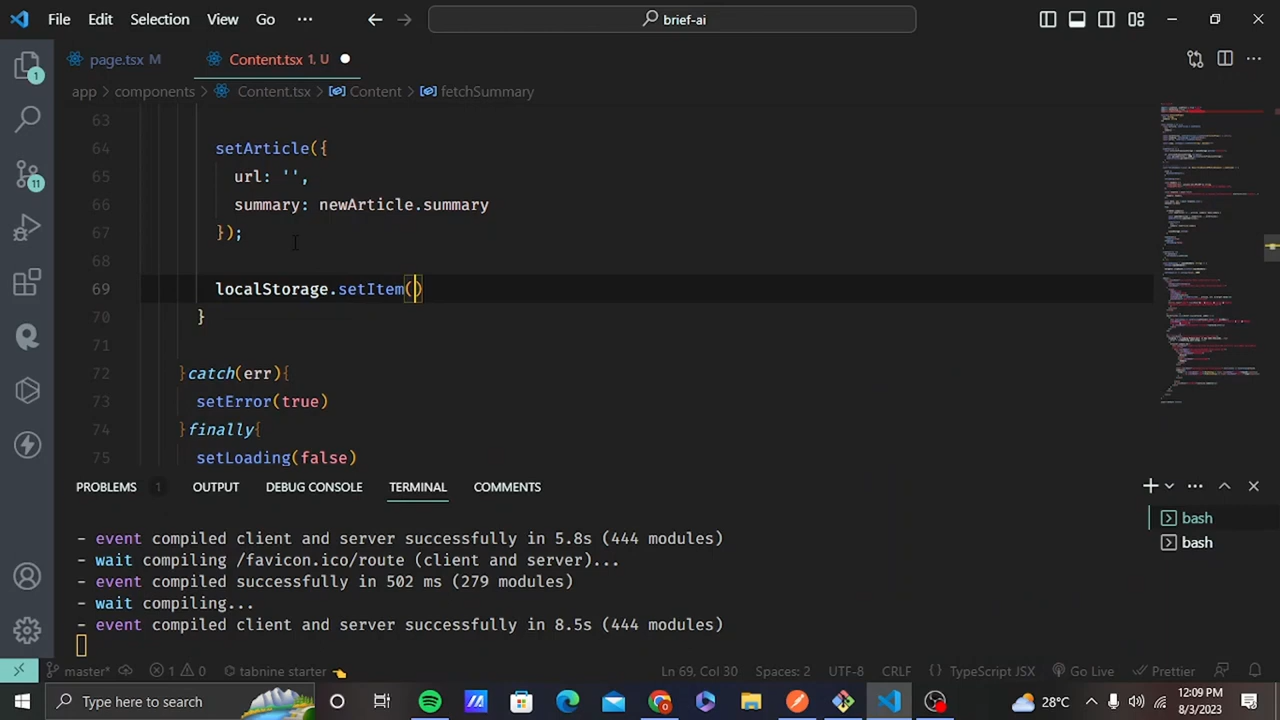 File Edit Selection View Go ··· brief-ai
page.tsx M Content.tsx 1, U
app > components > Content.tsx > Content > fetchSummary
63
64 setArticle({
65 url: '',
66 summary: newArticle.summary
67 });
68
69 localStorage.setItem()
70 }
71
72 }catch(err){
73 setError(true)
74 }finally{
75 setLoading(false)
PROBLEMS 1 OUTPUT DEBUG CONSOLE TERMINAL COMMENTS
- event compiled client and server successfully in 5.8s (444 modules)
- wait compiling /favicon.ico/route (client and server)...
- event compiled successfully in 502 ms (279 modules)
- wait compiling...
- event compiled client and server successfully in 8.5s (444 modules)
bash
bash
1
11
master* 1 0 tabnine starter Ln 69, Col 30 Spaces: 2 UTF-8 CRLF {} TypeScript JSX Go Live Prettier
Type here to search 28°C 12:09 PM
8/3/2023